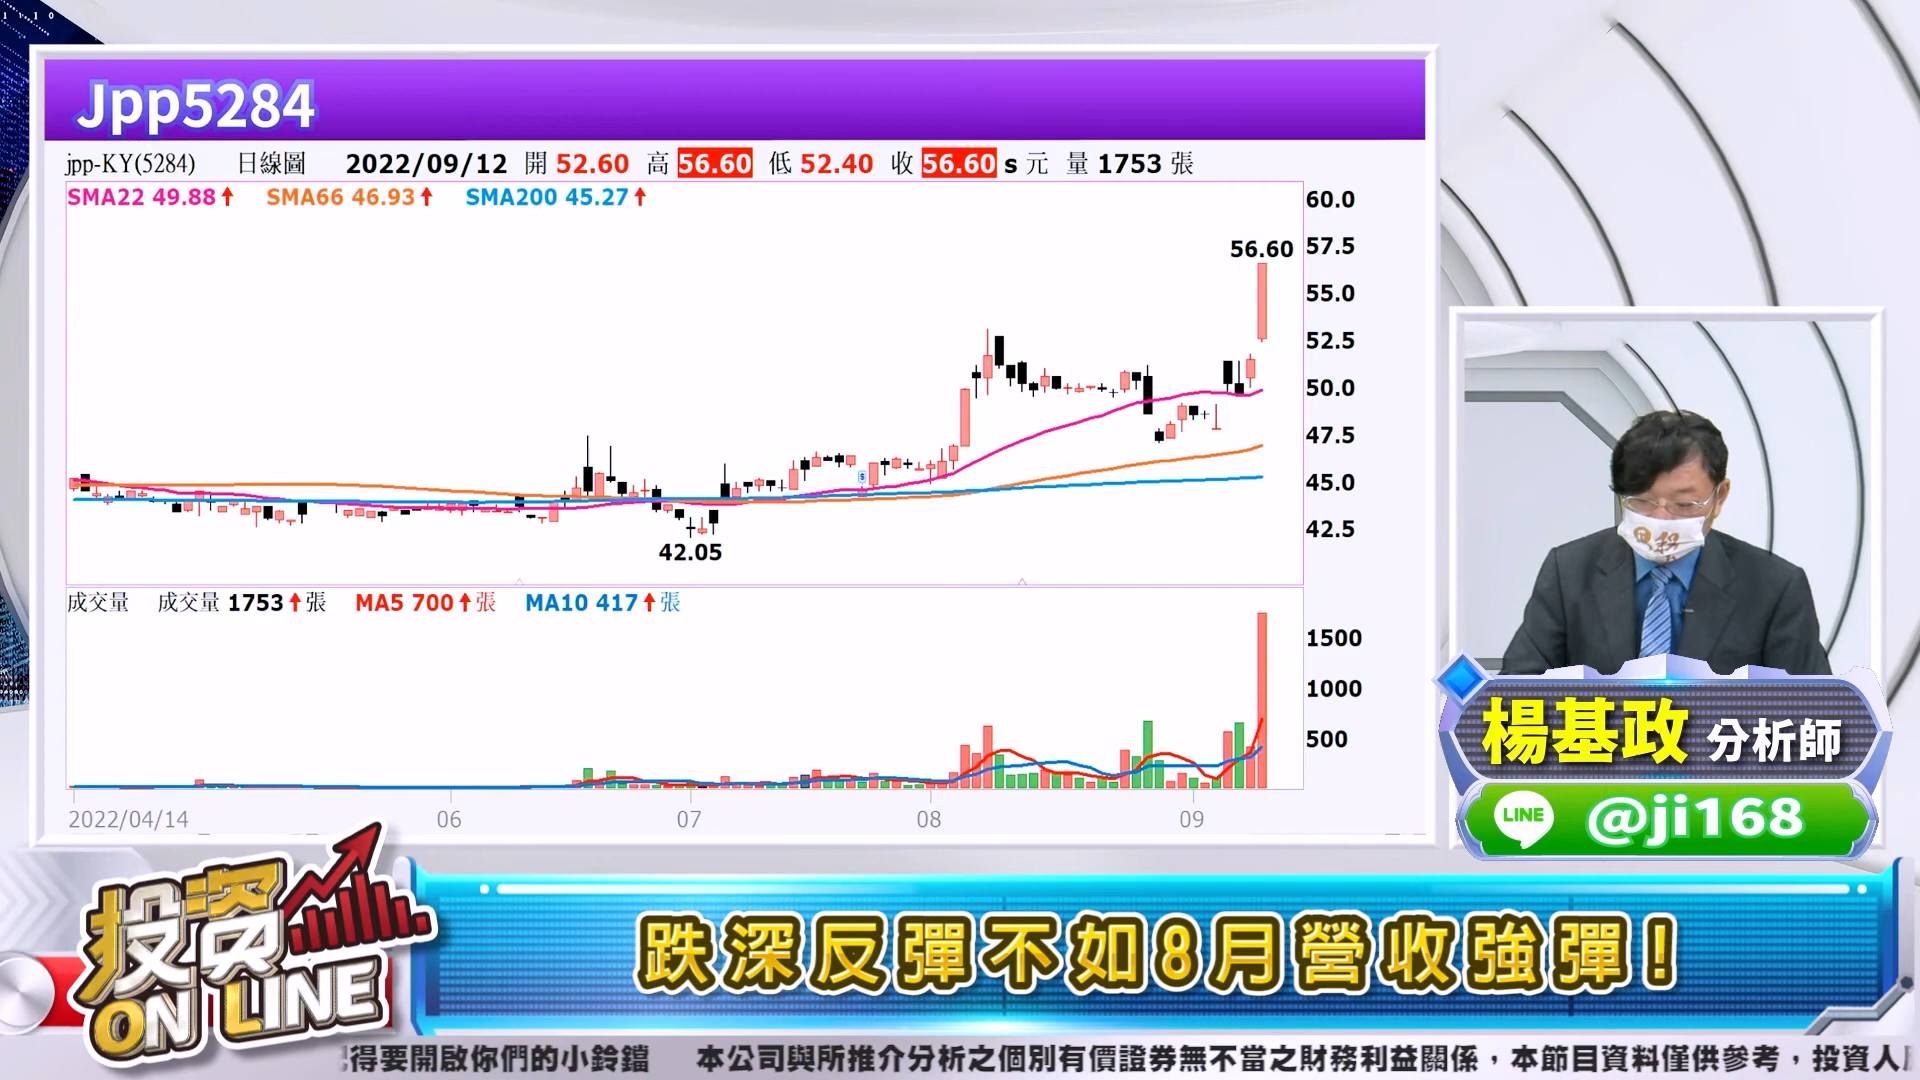 Jpp5284
jpp-KY(5284) 日線圖 2022/09/12 開 52.60 高 56.60 低 52.40 收 56.60 s 元 量 1753 張
SMA22 49.88↑ SMA66 46.93↑ SMA200 45.27↑
60.0
57.5
55.0
52.5
50.0
47.5
45.0
42.5
56.60
42.05
成交量 成交量 1753↑張 MA5 700↑張 MA10 417↑張
1500
1000
500
2022/04/14 06 07 08 09
楊基政 分析師
LINE @ji168
投資
ON LINE
跌深反彈不如8月營收強彈!
得要開啟你們的小鈴鐺 本公司與所推介分析之個別有價證券無不當之財務利益關係，本節目資料僅供參考，投資人